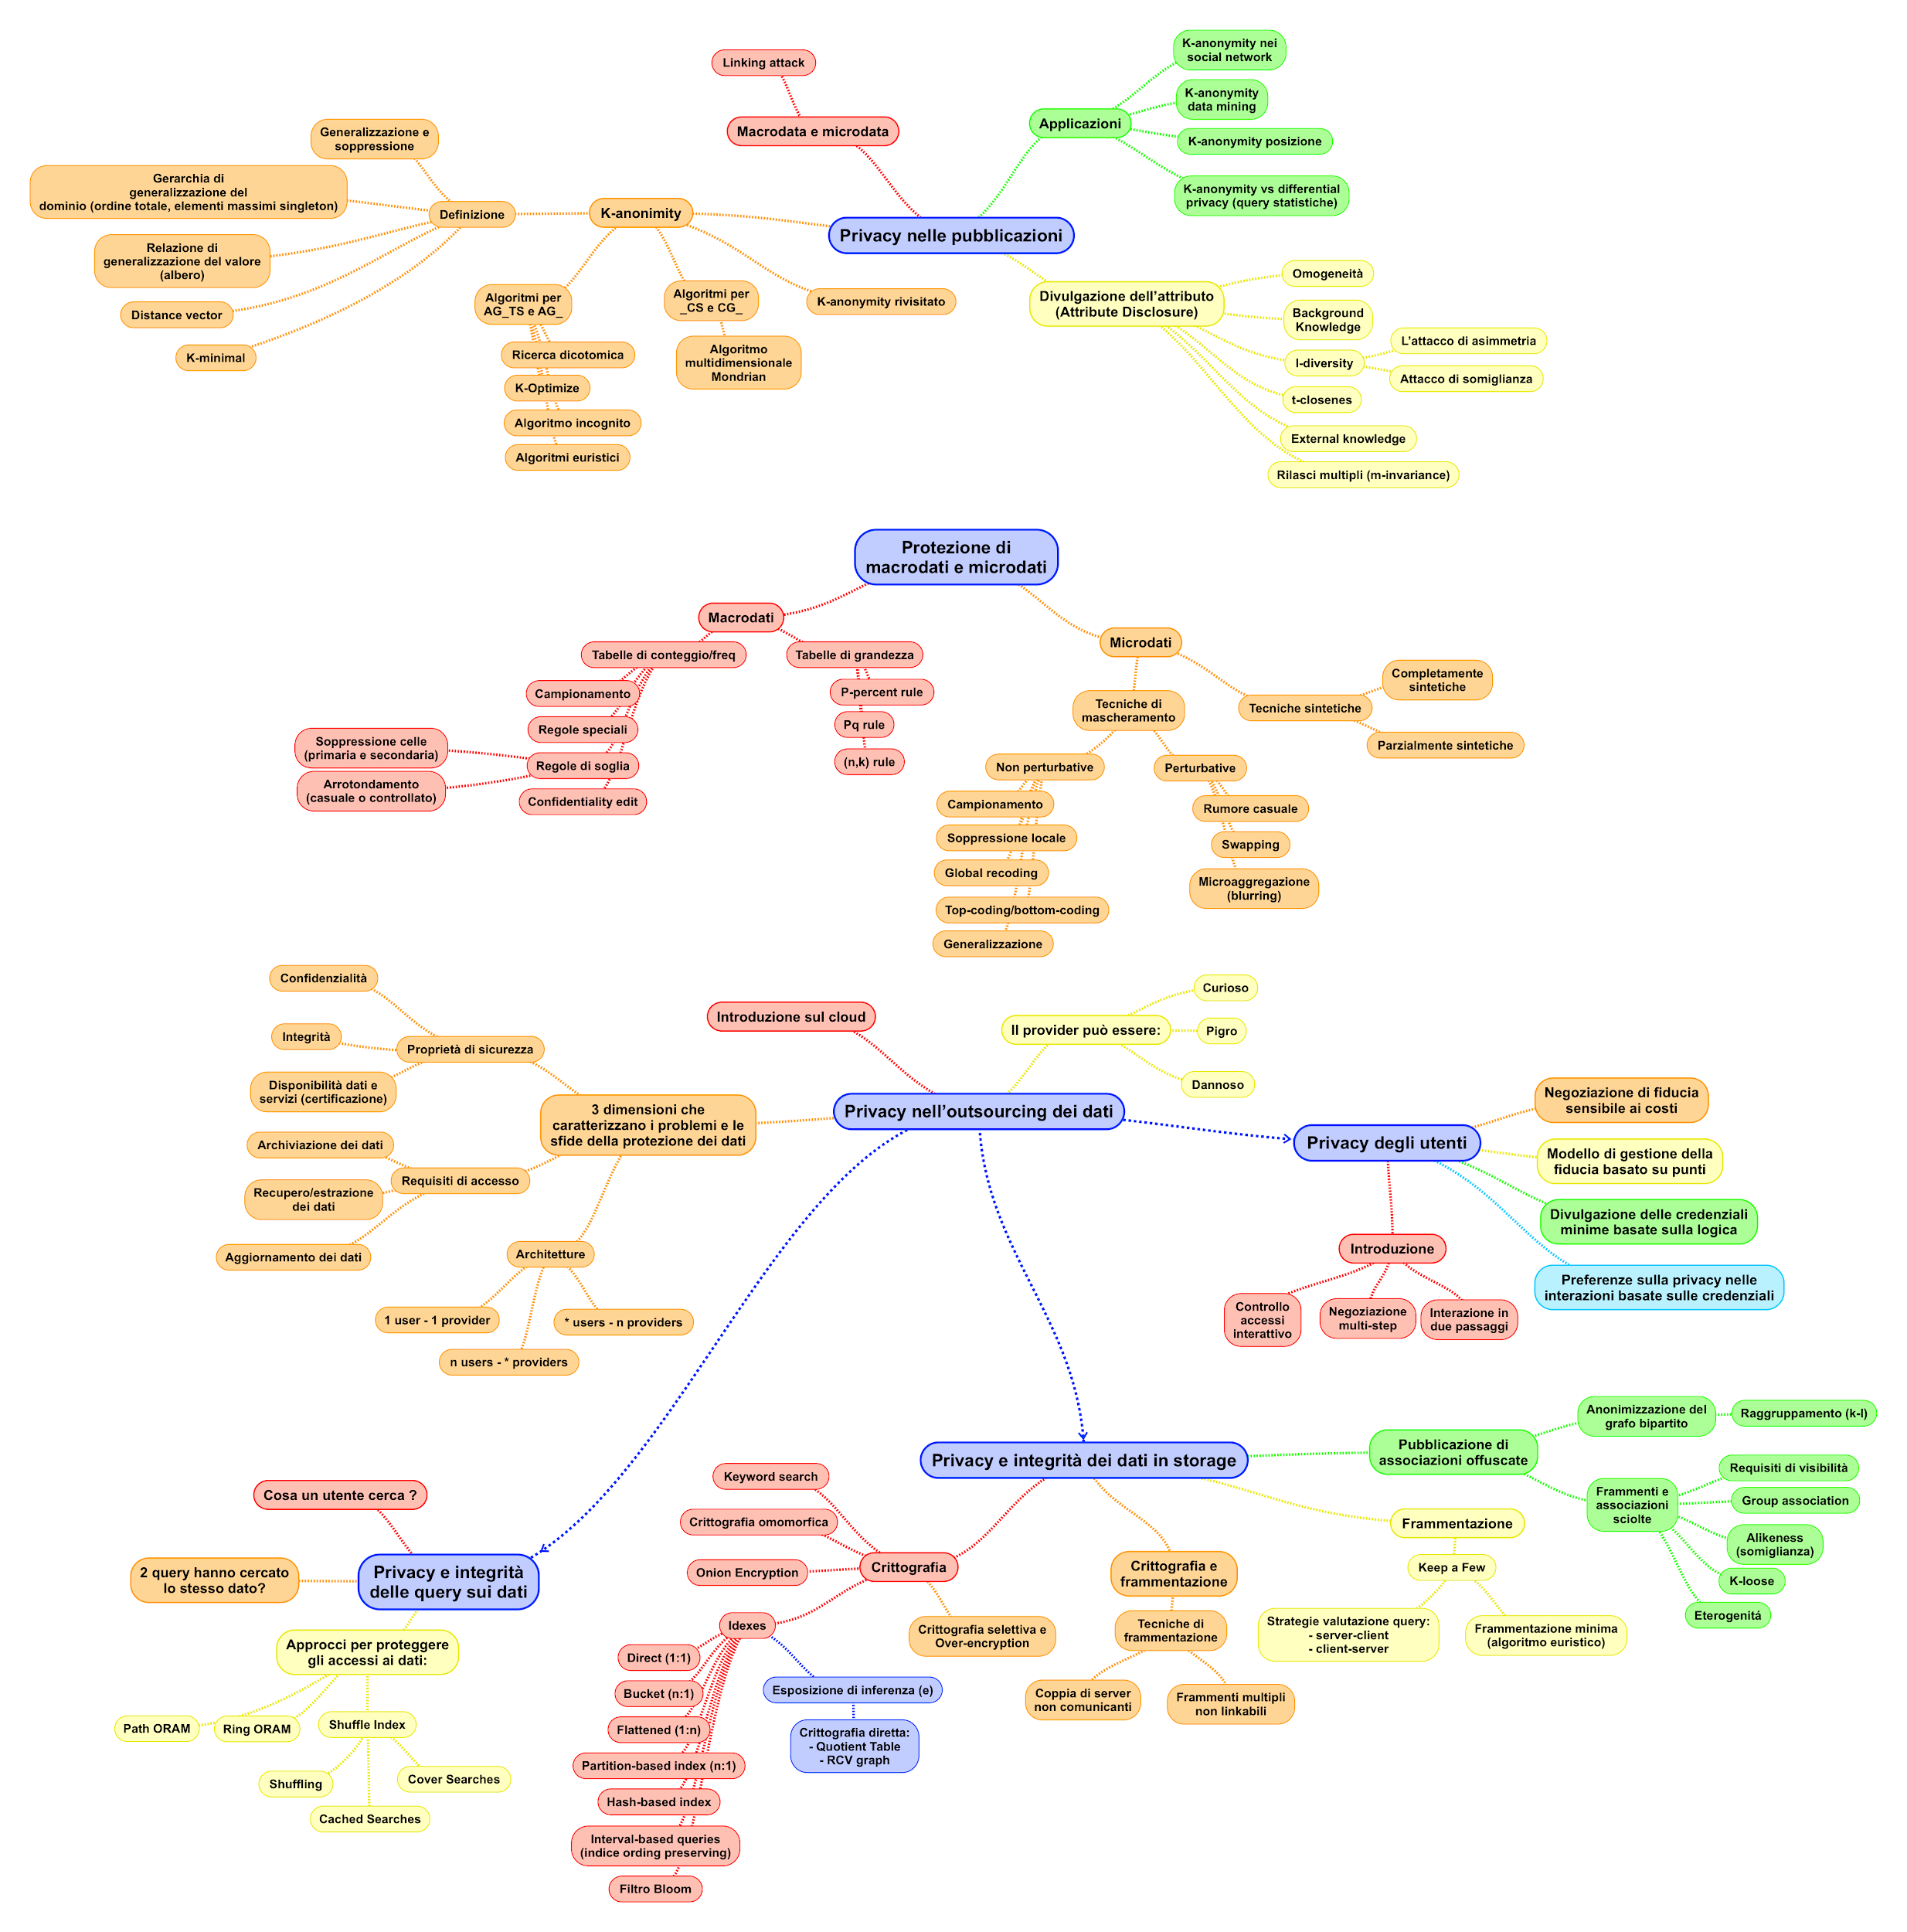 Linking attack
Macrodata e microdata
K-anonymity nei
social network
K-anonymity
data mining
Applicazioni
K-anonymity posizione
K-anonymity vs differential
privacy (query statistiche)
Generalizzazione e
soppressione
Gerarchia di
generalizzazione del
dominio (ordine totale, elementi massimi singleton)
Definizione
K-anonimity
Privacy nelle pubblicazioni
Relazione di
generalizzazione del valore
(albero)
Distance vector
K-minimal
Algoritmi per
AG_TS e AG_
Algoritmi per
_CS e CG_
K-anonymity rivisitato
Ricerca dicotomica
K-Optimize
Algoritmo incognito
Algoritmi euristici
Algoritmo
multidimensionale
Mondrian
Divulgazione dell'attributo
(Attribute Disclosure)
Omogeneità
Background
Knowledge
l-diversity
L'attacco di asimmetria
Attacco di somiglianza
t-closenes
External knowledge
Rilasci multipli (m-invariance)
Protezione di
macrodati e microdati
Macrodati
Tabelle di conteggio/freq
Tabelle di grandezza
Campionamento
Regole speciali
Regole di soglia
Confidentiality edit
Soppressione celle
(primaria e secondaria)
Arrotondamento
(casuale o controllato)
P-percent rule
Pq rule
(n,k) rule
Microdati
Tecniche di
mascheramento
Tecniche sintetiche
Completamente
sintetiche
Parzialmente sintetiche
Non perturbative
Perturbative
Campionamento
Soppressione locale
Global recoding
Top-coding/bottom-coding
Generalizzazione
Rumore casuale
Swapping
Microaggregazione
(blurring)
Confidenzialità
Integrità
Proprietà di sicurezza
Disponibilità dati e
servizi (certificazione)
Archiviazione dei dati
Requisiti di accesso
Recupero/estrazione
dei dati
Aggiornamento dei dati
3 dimensioni che
caratterizzano i problemi e le
sfide della protezione dei dati
Architetture
1 user - 1 provider
* users - n providers
n users - * providers
Introduzione sul cloud
Il provider può essere:
Curioso
Pigro
Dannoso
Privacy nell'outsourcing dei dati
Privacy degli utenti
Negoziazione di fiducia
sensibile ai costi
Modello di gestione della
fiducia basato su punti
Divulgazione delle credenziali
minime basate sulla logica
Preferenze sulla privacy nelle
interazioni basate sulle credenziali
Introduzione
Controllo
accessi
interattivo
Negoziazione
multi-step
Interazione in
due passaggi
Privacy e integrità dei dati in storage
Pubblicazione di
associazioni offuscate
Anonimizzazione del
grafo bipartito
Raggruppamento (k-l)
Frammenti e
associazioni
sciolte
Requisiti di visibilità
Group association
Alikeness
(somiglianza)
K-loose
Eterogenitá
Frammentazione
Keep a Few
Strategie valutazione query:
- server-client
- client-server
Frammentazione minima
(algoritmo euristico)
Crittografia e
frammentazione
Tecniche di
frammentazione
Coppia di server
non comunicanti
Frammenti multipli
non linkabili
Keyword search
Crittografia omomorfica
Onion Encryption
Crittografia
Crittografia selettiva e
Over-encryption
Idexes
Direct (1:1)
Bucket (n:1)
Flattened (1:n)
Partition-based index (n:1)
Hash-based index
Interval-based queries
(indice ording preserving)
Filtro Bloom
Esposizione di inferenza (e)
Crittografia diretta:
- Quotient Table
- RCV graph
Cosa un utente cerca ?
2 query hanno cercato
lo stesso dato?
Privacy e integrità
delle query sui dati
Approcci per proteggere
gli accessi ai dati:
Path ORAM
Ring ORAM
Shuffle Index
Shuffling
Cached Searches
Cover Searches